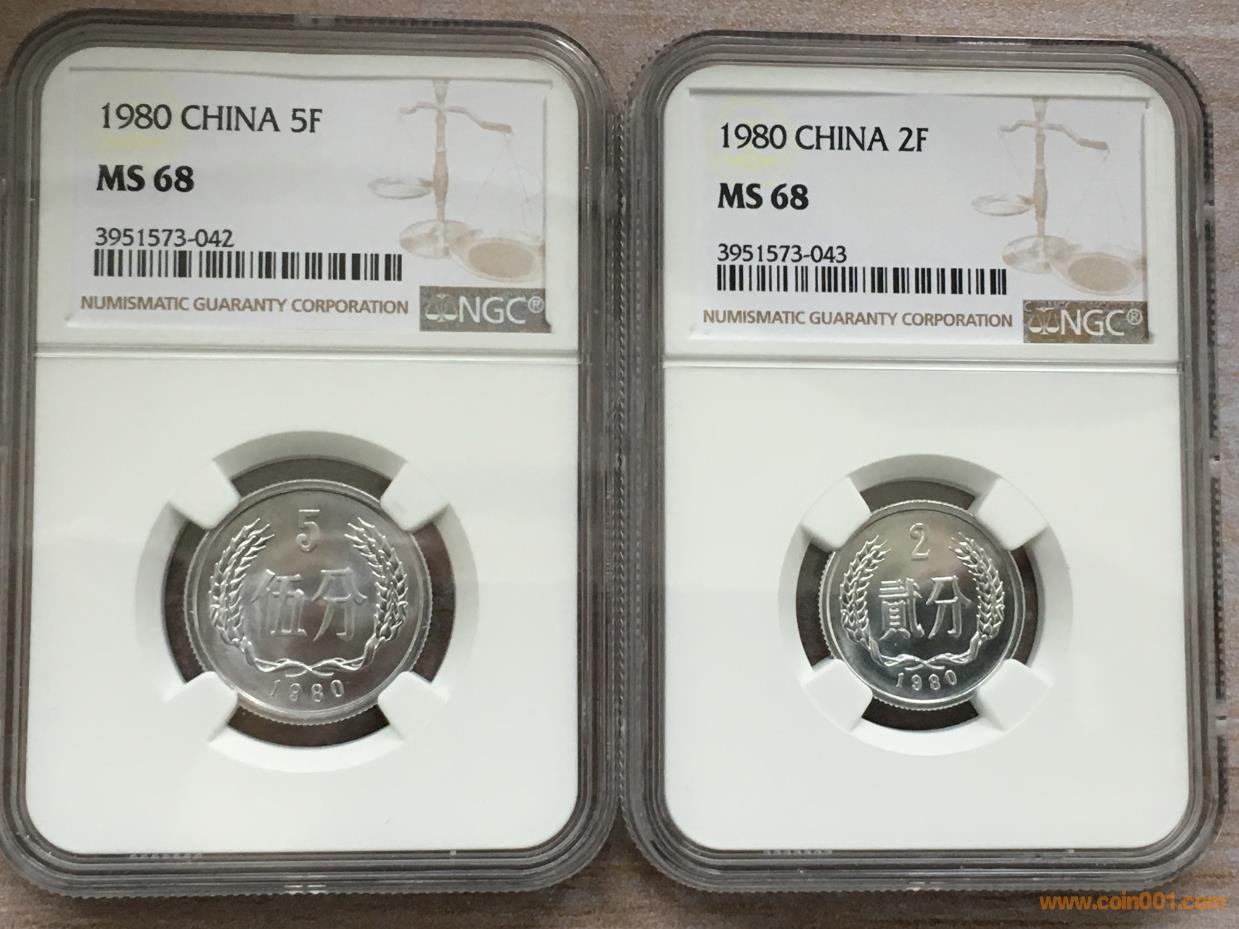 1980 CHINA 5F
MS 68
3951573-042
NUMISMATIC GUARANTY CORPORATION
NGC®
5
伍分
1980
1980 CHINA 2F
MS 68
3951573-043
NUMISMATIC GUARANTY CORPORATION
NGC®
2
貳分
1980
www.coin001.com